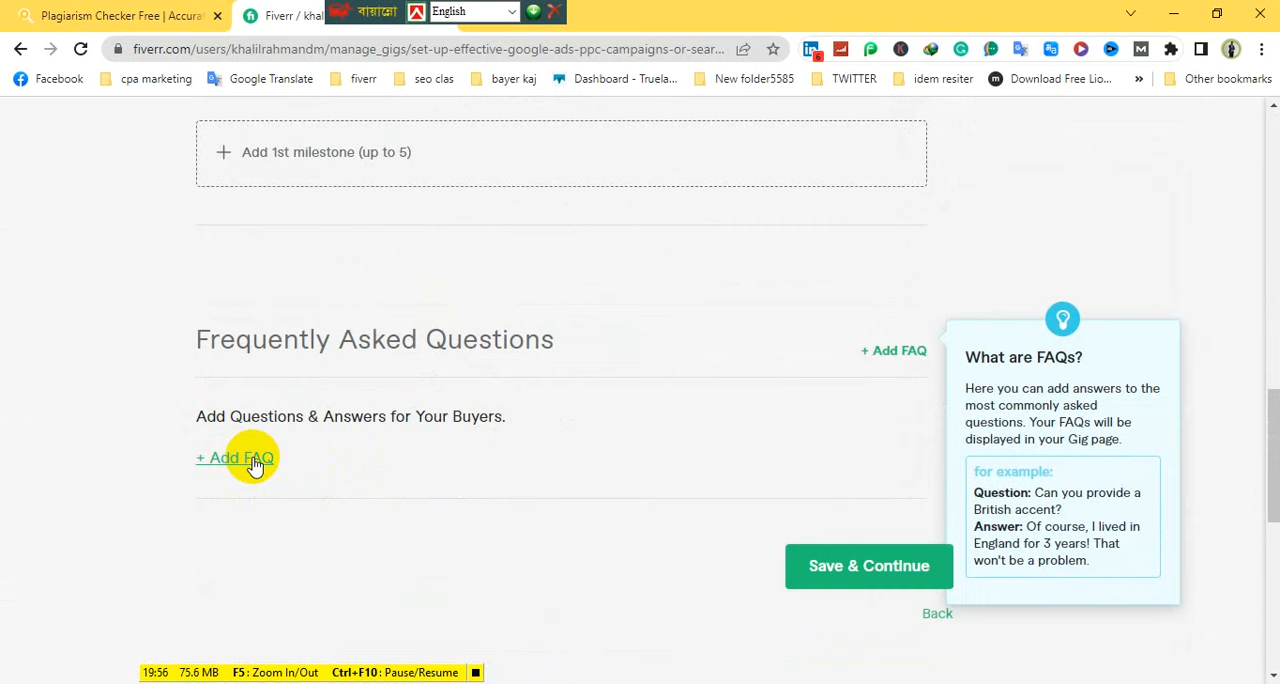 Plagiarism Checker Free | Accurat
Fiverr / khal
বায়ান্নো
English
fiverr.com/users/khalilrahmandm/manage_gigs/set-up-effective-google-ads-ppc-campaigns-or-sear...
6
Facebook
cpa marketing
Google Translate
fiverr
seo clas
bayer kaj
Dashboard - Truela...
New folder5585
TWITTER
idem resiter
Download Free Lio...
»
Other bookmarks
+ Add 1st milestone (up to 5)
Frequently Asked Questions
+ Add FAQ
Add Questions & Answers for Your Buyers.
+ Add FAQ
What are FAQs?
Here you can add answers to the
most commonly asked
questions. Your FAQs will be
displayed in your Gig page.
for example:
Question: Can you provide a
British accent?
Answer: Of course, I lived in
England for 3 years! That
won't be a problem.
Save & Continue
Back
19:56 75.6 MB F5: Zoom In/Out Ctrl+F10: Pause/Resume